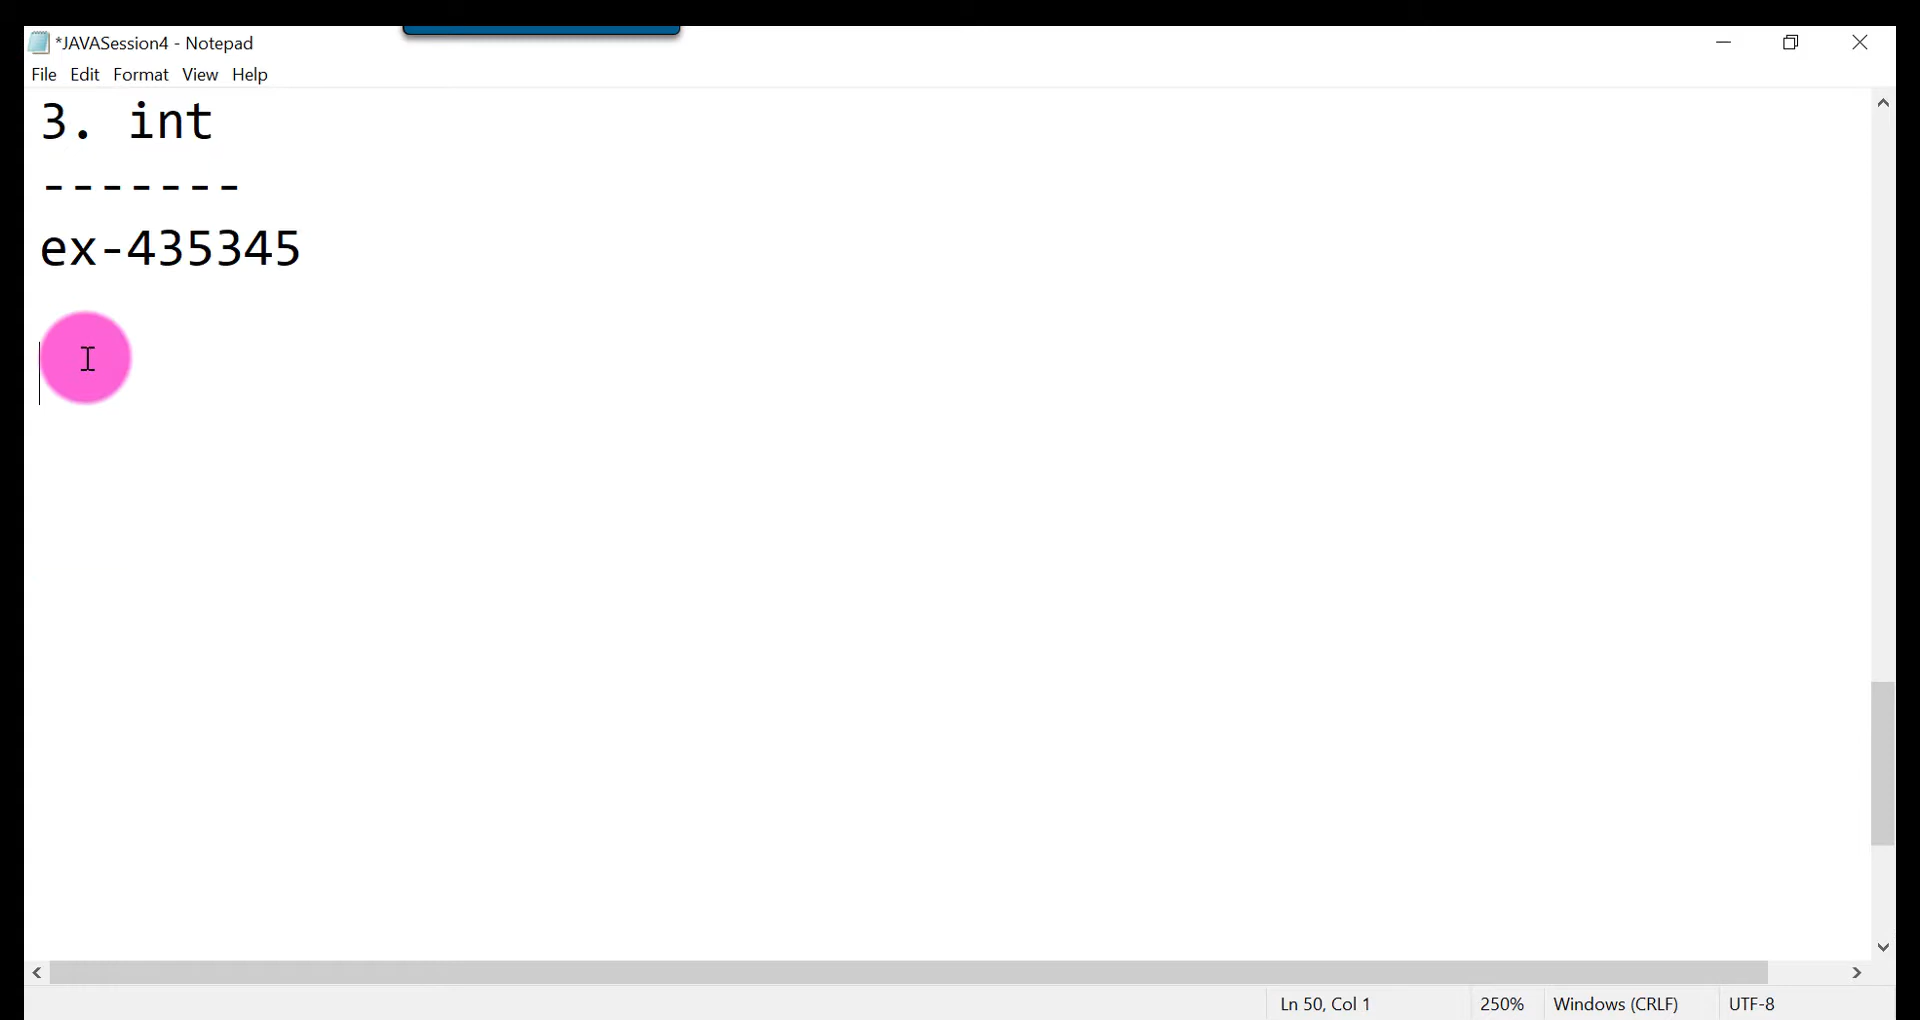 *JAVASession4 - Notepad
File Edit Format View Help
3. int
-------
ex-435345
Ln 50, Col 1 250% Windows (CRLF) UTF-8